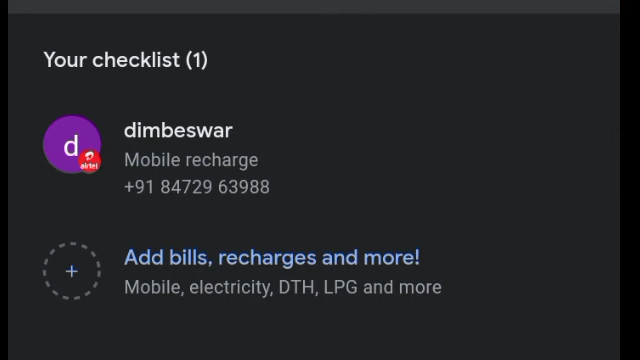 Your checklist (1)
d
airtel
dimbeswar
Mobile recharge
+91 84729 63988
+
Add bills, recharges and more!
Mobile, electricity, DTH, LPG and more